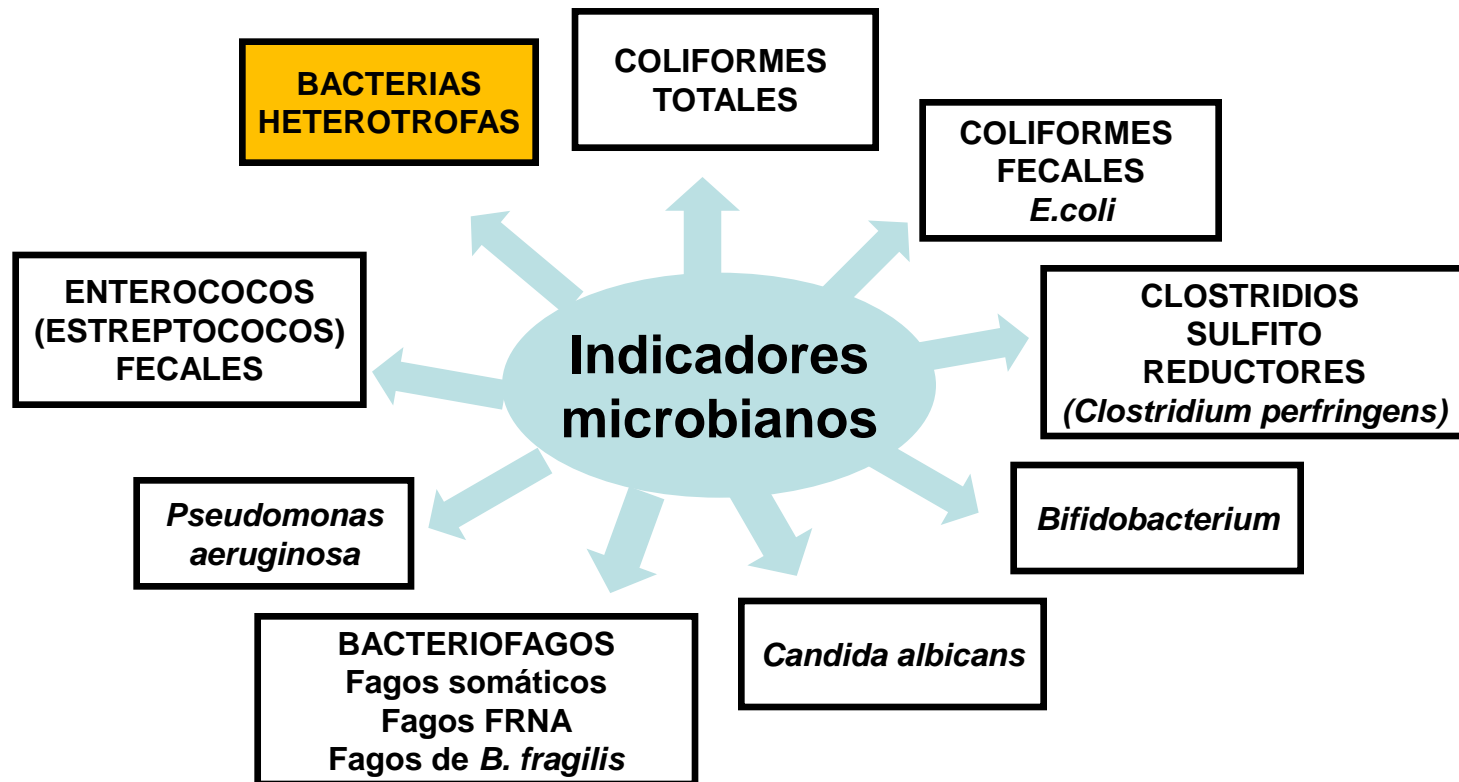 BACTERIAS
HETEROTROFAS
COLIFORMES
TOTALES
COLIFORMES
FECALES
E.coli
ENTEROCOCOS
(ESTREPTOCOCOS)
FECALES
Indicadores
microbianos
CLOSTRIDIOS
SULFITO
REDUCTORES
(Clostridium perfringens)
Pseudomonas
aeruginosa
Bifidobacterium
BACTERIOFAGOS
Fagos somáticos
Fagos FRNA
Fagos de B. fragilis
Candida albicans